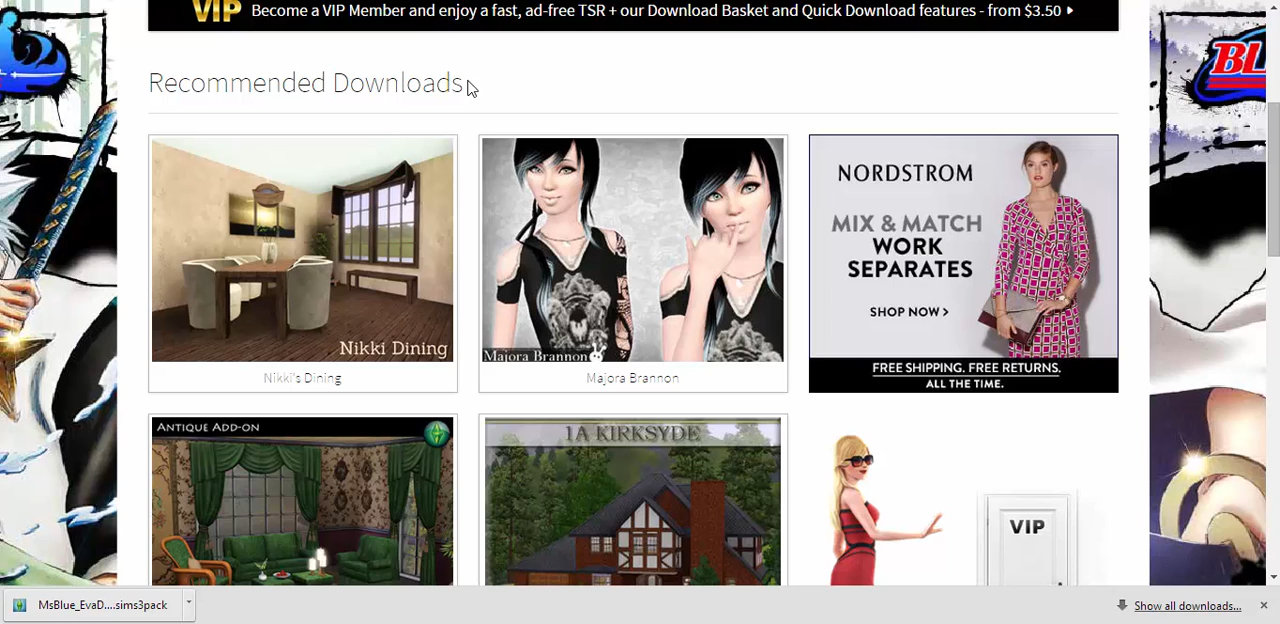 VIP Become a VIP Member and enjoy a fast, ad-free TSR + our Download Basket and Quick Download features - from $3.50
Recommended Downloads
Nikki Dining
Nikki's Dining
Majora Brannon
Majora Brannon
NORDSTROM
MIX & MATCH
WORK
SEPARATES
SHOP NOW >
FREE SHIPPING. FREE RETURNS.
ALL THE TIME.
ANTIQUE ADD-ON
1A KIRKSYDE
VIP
MsBlue_EvaD....sims3pack
Show all downloads...